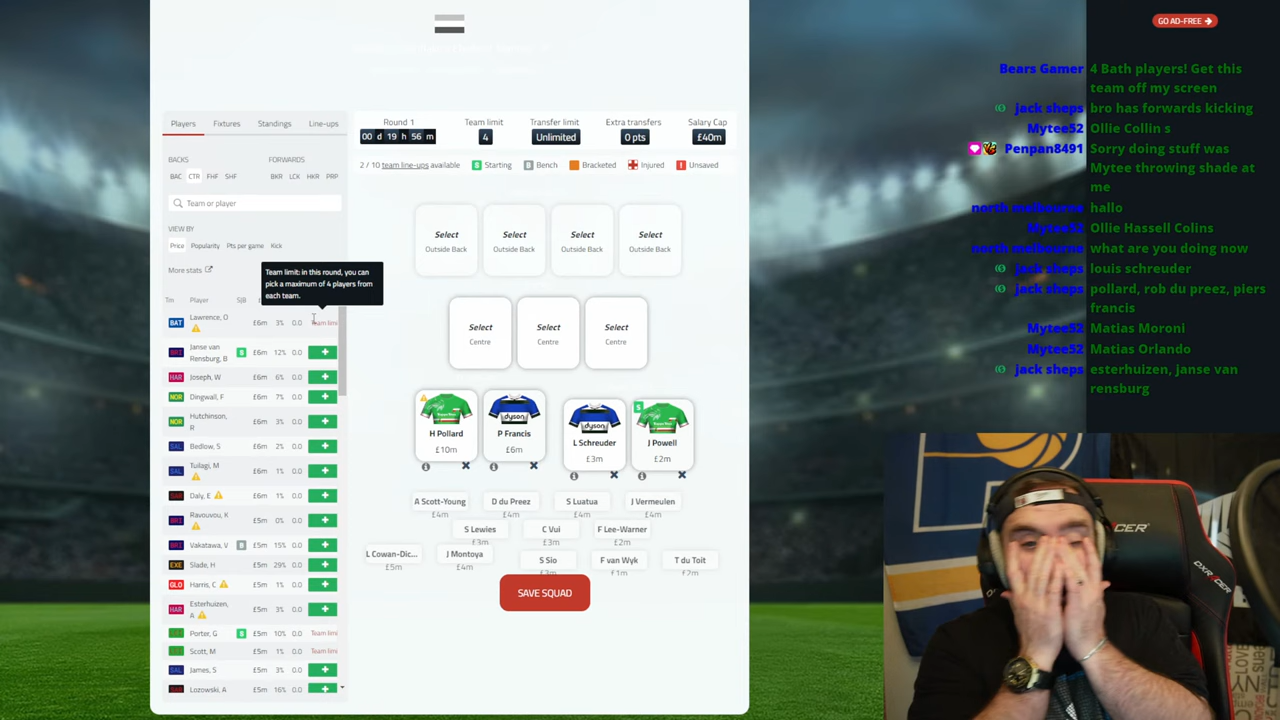 GO AD-FREE
Bears Gamer 4 Bath players! Get this
team off my screen
jack sheps bro has forwards kicking
Mytee52 Ollie Collin s
Penpan8491 Sorry doing stuff was
Mytee throwing shade at
me
north melbourne hallo
Mytee52 Ollie Hassell Colins
north melbourne what are you doing now
jack sheps louis schreuder
jack sheps pollard, rob du preez, piers
francis
Mytee52 Matias Moroni
Mytee52 Matias Orlando
jack sheps esterhuizen, janse van
rensburg
Players Fixtures Standings Line-ups
BACKS FORWARDS
BAC CTR FHF SHF BKR LCK HKR PRP
Team or player
VIEW BY
Price Popularity Pts per game Kick
More stats
Team limit: in this round, you can
pick a maximum of 4 players from
each team.
Tm Player S|B
BAT Lawrence, O £6m 3% 0.0 Team limi
BRI Janse van
Rensburg, B S £6m 12% 0.0
HAR Joseph, W £6m 6% 0.0
NOR Dingwall, F £6m 7% 0.0
NOR Hutchinson,
R £6m 3% 0.0
SAL Bedlow, S £6m 2% 0.0
SAL Tuilagi, M £6m 1% 0.0
SAR Daly, E £6m 1% 0.0
BRI Ravouvou, K £5m 0% 0.0
BRI Vakatawa, V B £5m 15% 0.0
EXE Slade, H £5m 29% 0.0
GLO Harris, C £5m 1% 0.0
HAR Esterhuizen,
A £5m 3% 0.0
Porter, G S £5m 10% 0.0 Team limi
Scott, M £5m 1% 0.0 Team limi
SAL James, S £5m 3% 0.0
SAR Lozowski, A £5m 16% 0.0
Round 1 Team limit Transfer limit Extra transfers Salary Cap
00 d 19 h 56 m 4 Unlimited 0 pts £40m
2 / 10 team line-ups available S Starting B Bench Bracketed Injured ! Unsaved
Select Select Select Select
Outside Back Outside Back Outside Back Outside Back
Select Select Select
Centre Centre Centre
dyson dyson
S
H Pollard P Francis L Schreuder J Powell
£10m £6m £3m £2m
A Scott-Young D du Preez S Luatua J Vermeulen
£4m £4m £4m £4m
S Lewies C Vui F Lee-Warner
£3m £3m £2m
L Cowan-Dic... J Montoya S Sio F van Wyk T du Toit
£5m £4m £3m £1m £2m
SAVE SQUAD
DXRACER
DXRACER